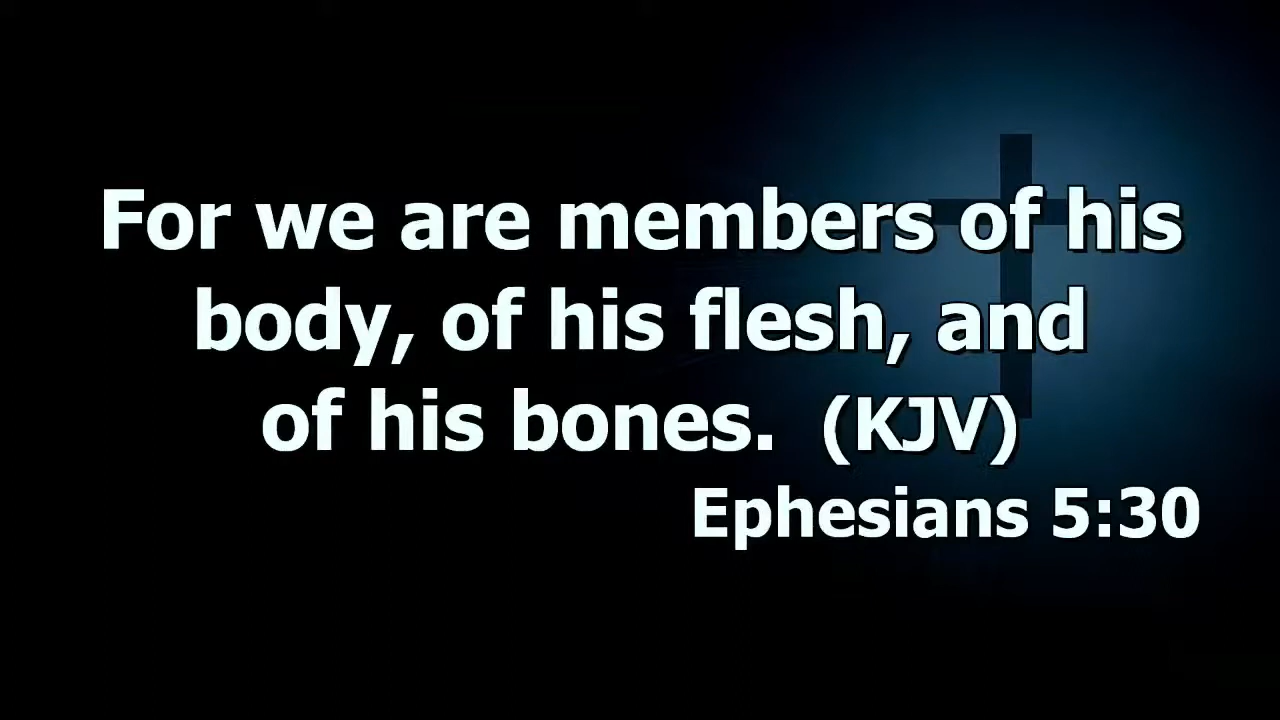 For we are members of his
body, of his flesh, and
of his bones.  (KJV)
Ephesians 5:30